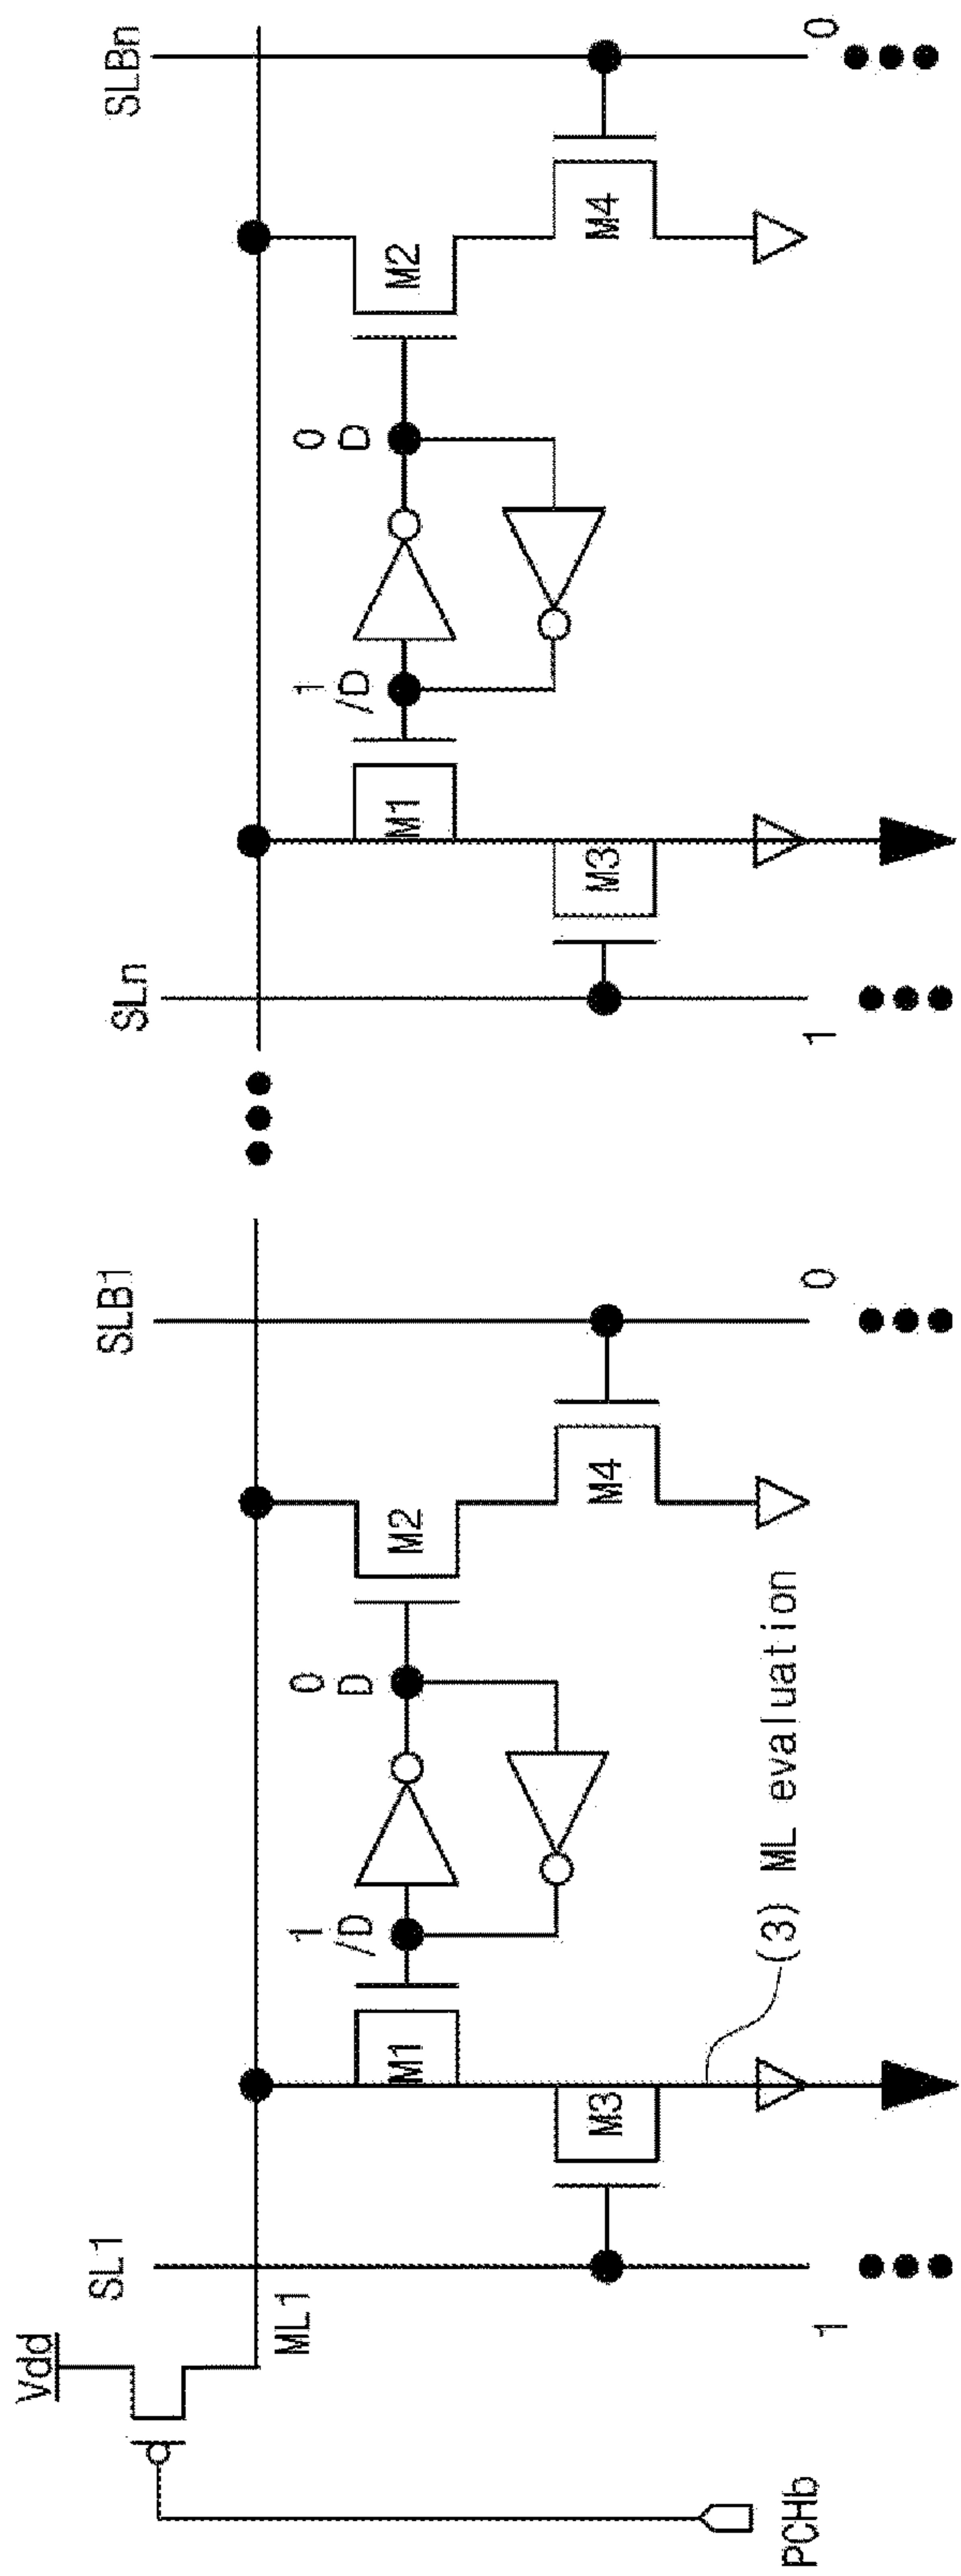 Vdd
PCHb
SL1
SLB1
SLn
SLBn
ML1
1
/D
0
D
1
/D
0
D
M1
M2
M1
M2
M3
M4
M3
M4
(3) ML evaluation
1
0
1
0